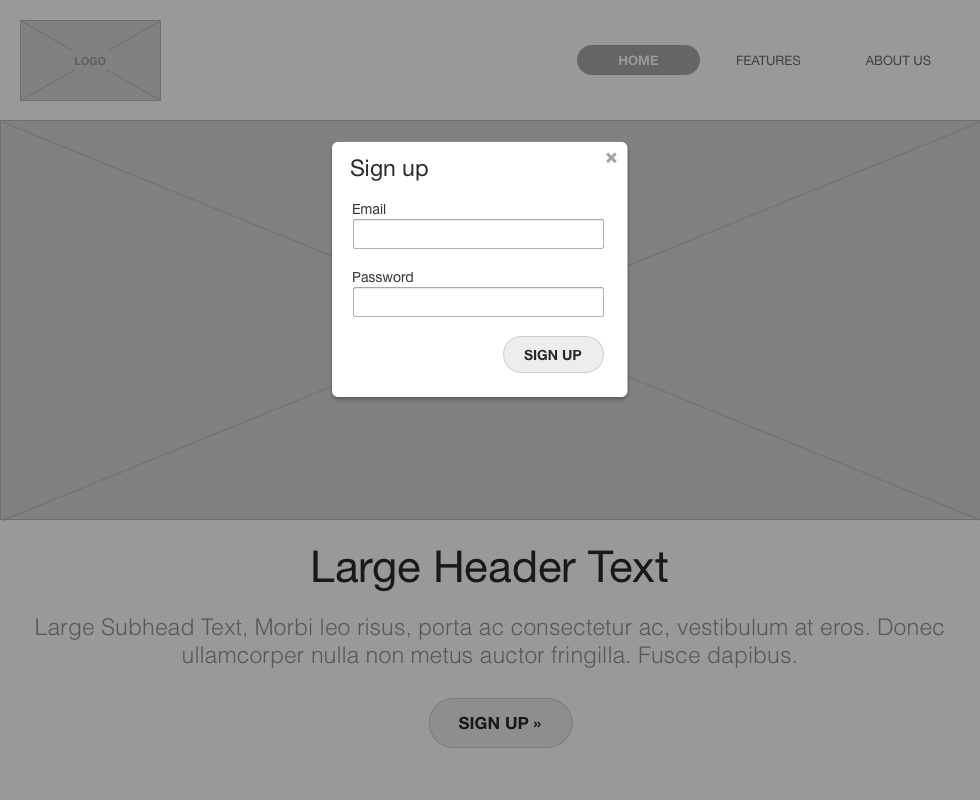 LOGO
HOME
FEATURES
ABOUT US
Sign up
Email
Password
SIGN UP
Large Header Text
Large Subhead Text, Morbi leo risus, porta ac consectetur ac, vestibulum at eros. Donec
ullamcorper nulla non metus auctor fringilla. Fusce dapibus.
SIGN UP »